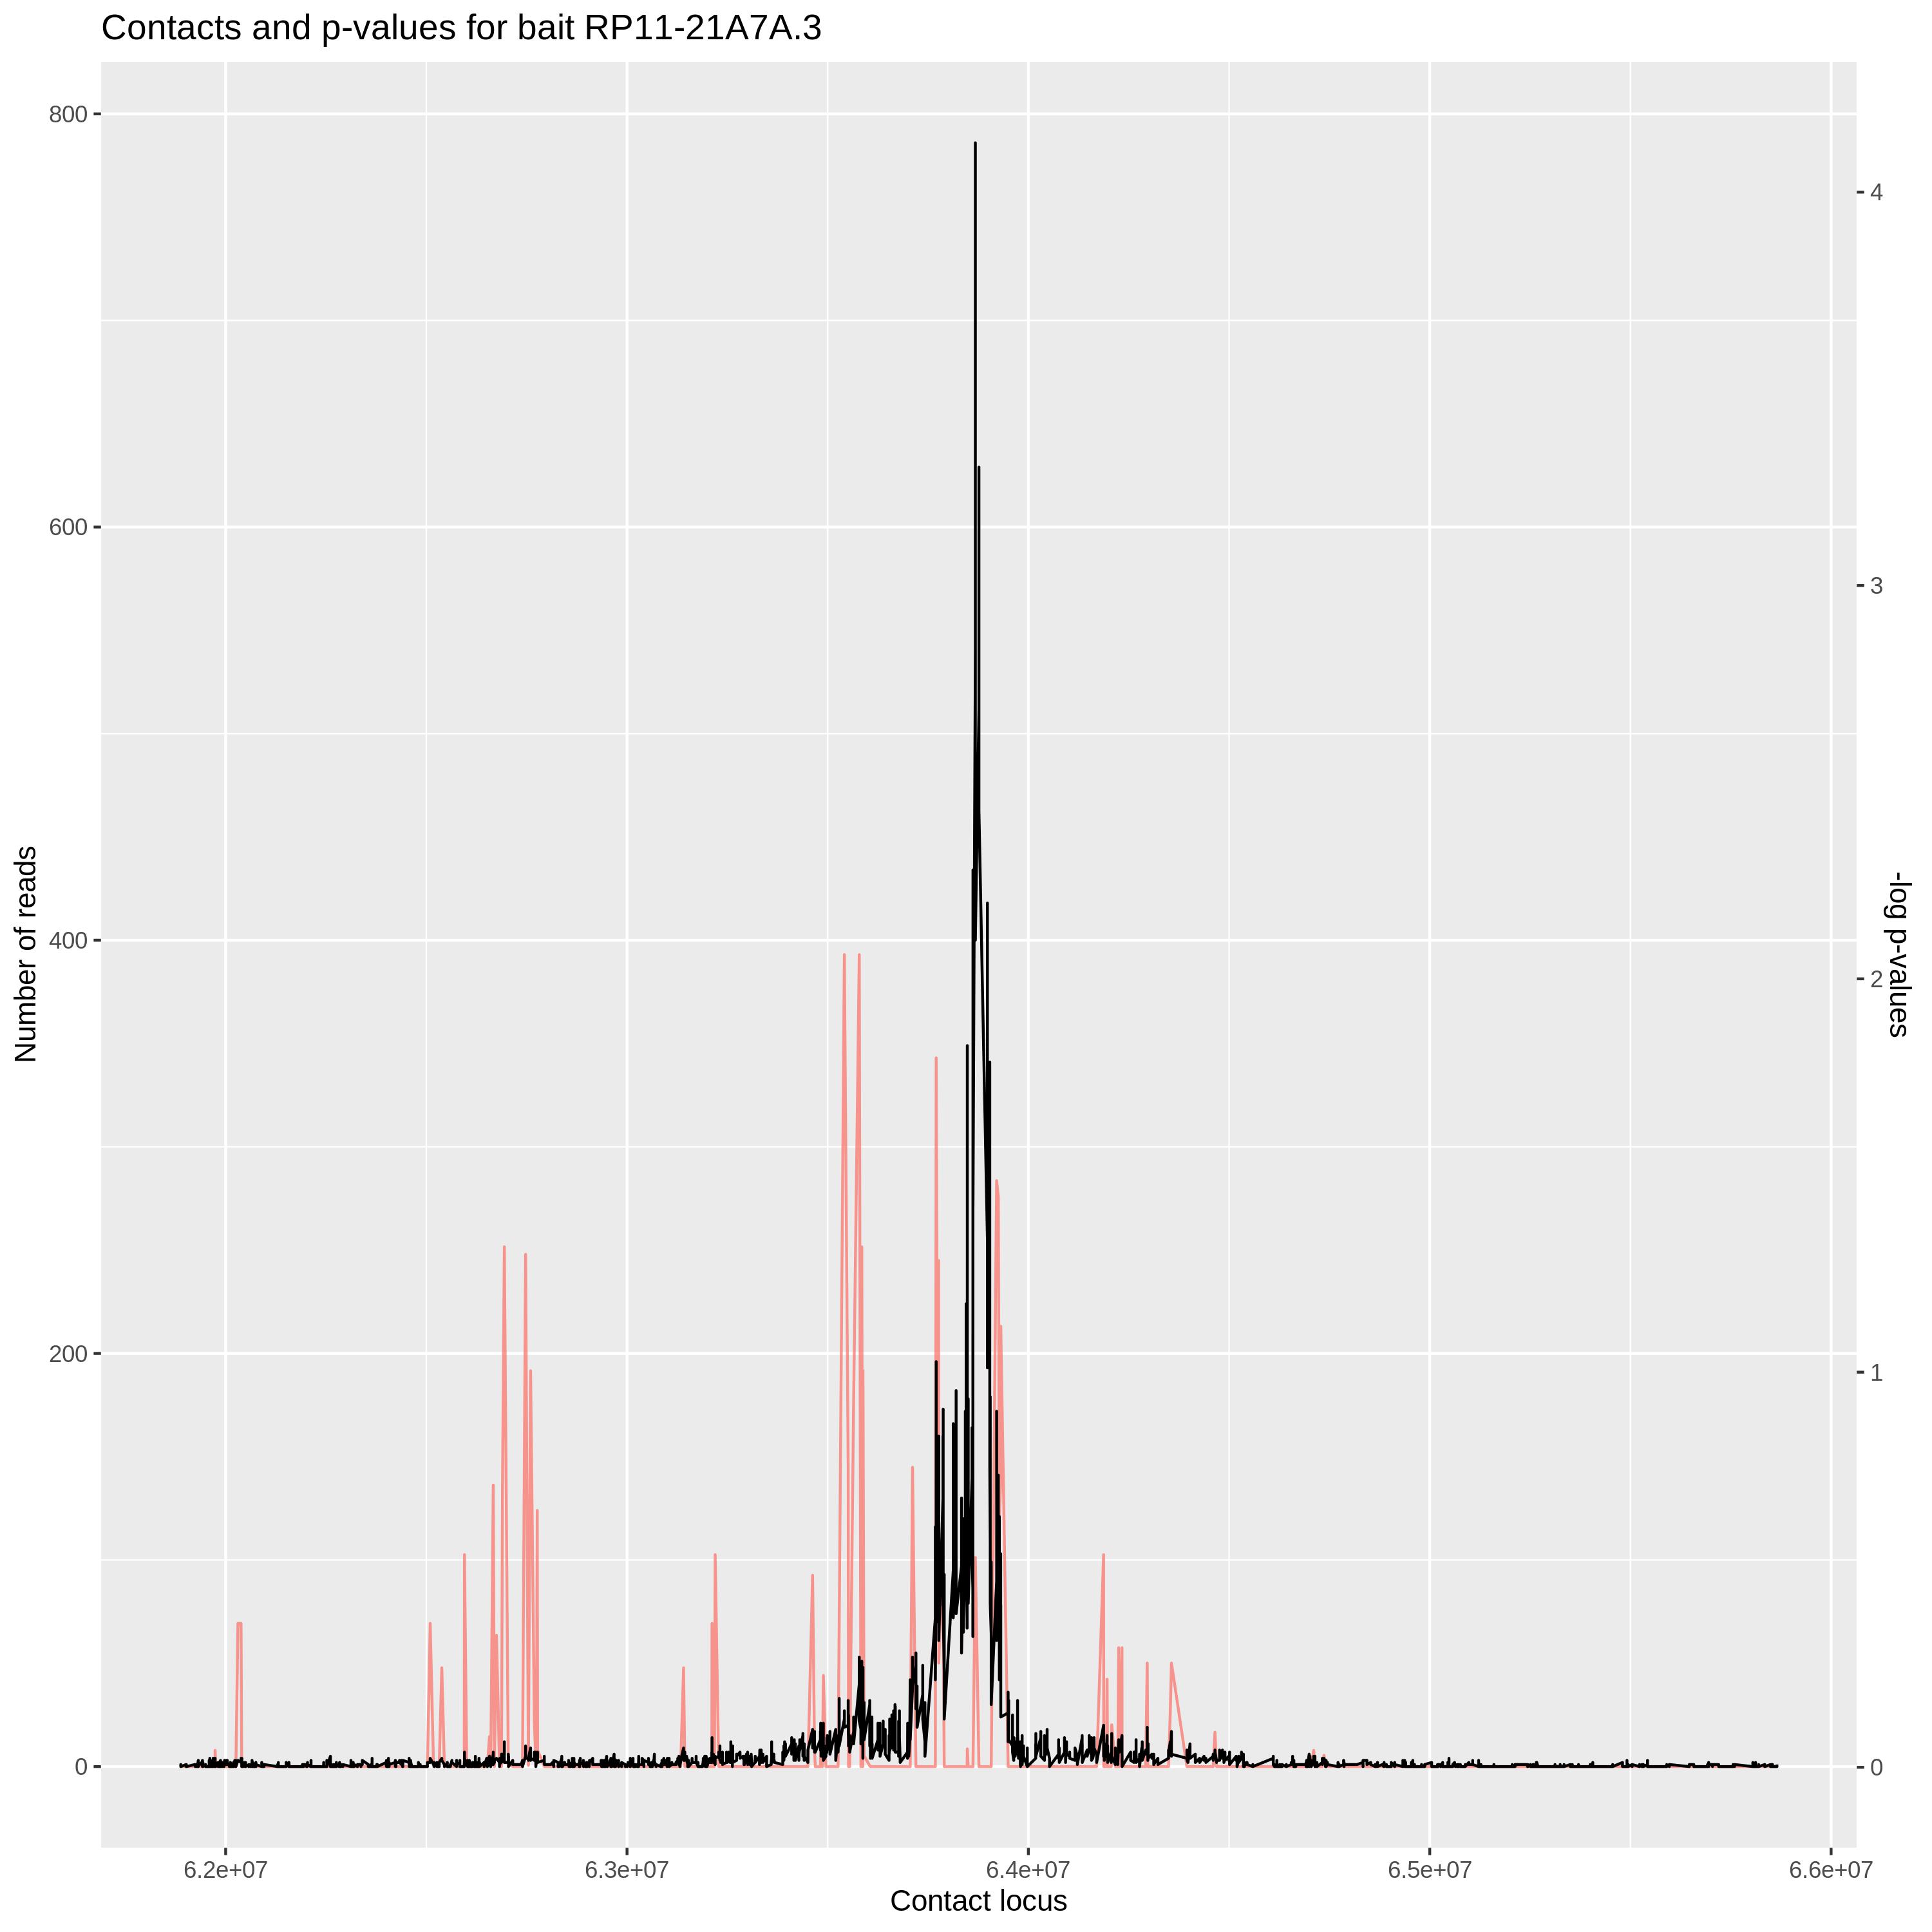 Contacts and p-values for bait RP11-21A7A.3
800
600
400
200
0
Number of reads
4
3
2
1
0
-log p-values
6.2e+07
6.3e+07
6.4e+07
6.5e+07
6.6e+07
Contact locus